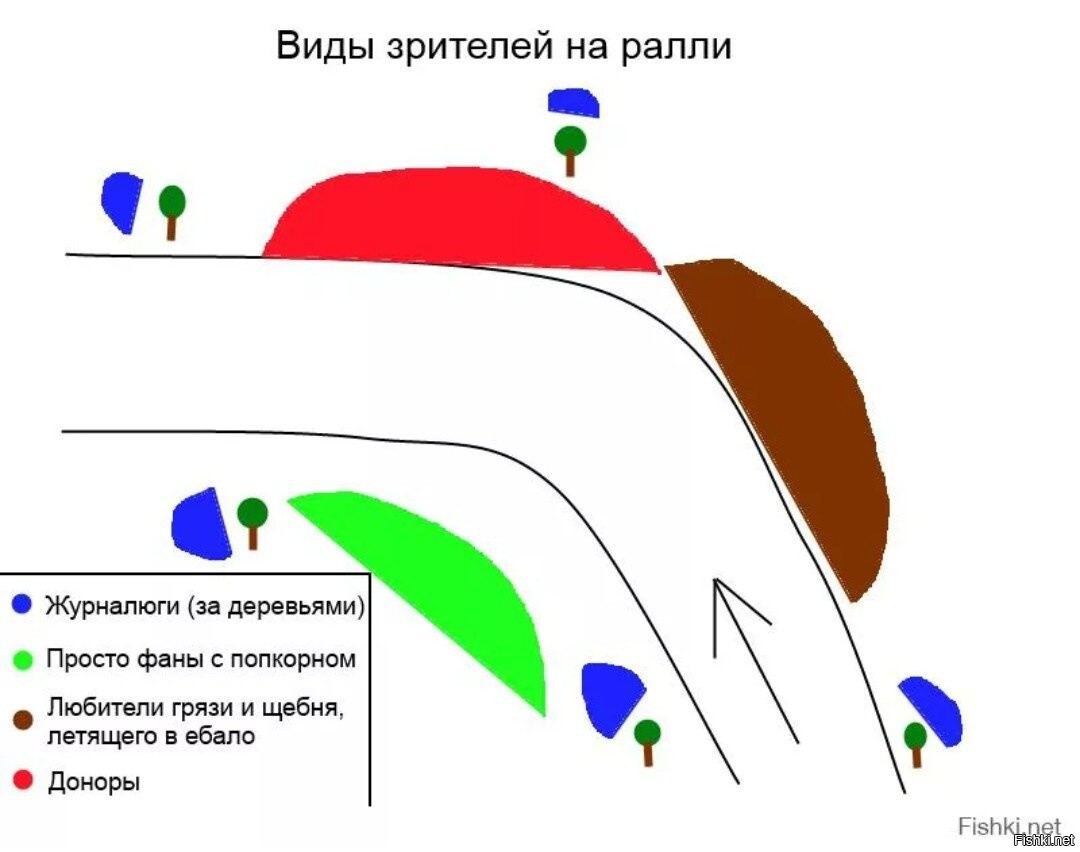 Виды зрителей на ралли
Журналюги (за деревьями)
Просто фаны с попкорном
Любители грязи и щебня,
летящего в ебало
Доноры
Fishki.net
Fishki.net